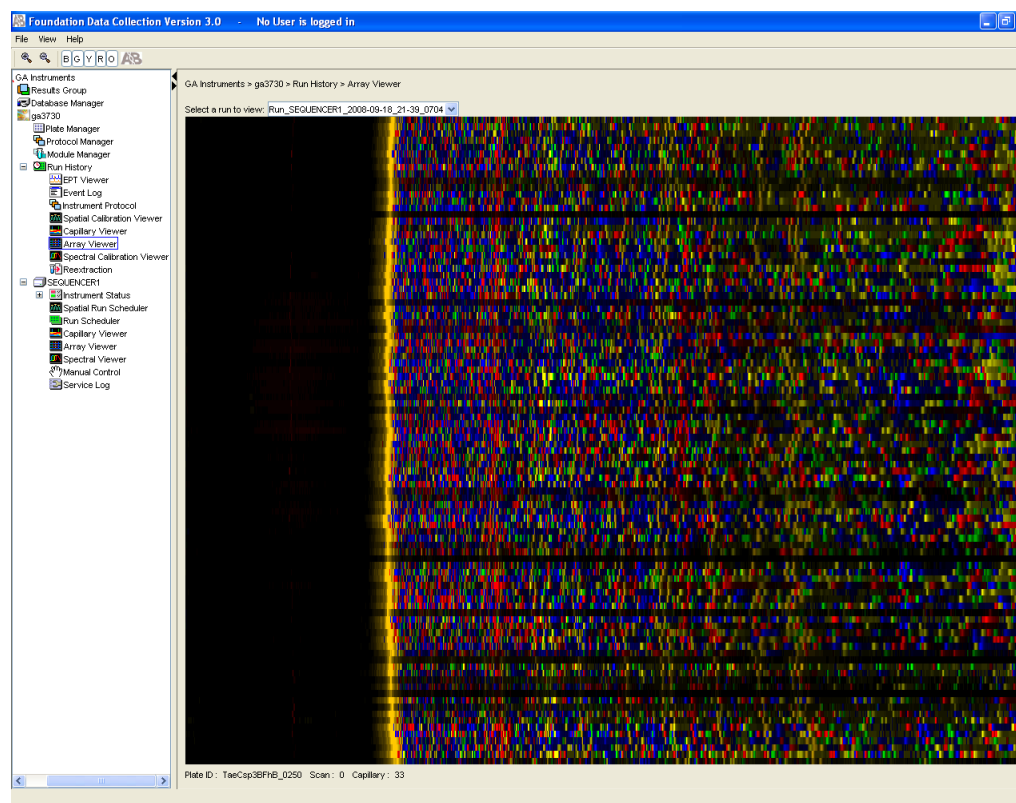 Foundation Data Collection Version 3.0 - No User is logged in
File View Help
B G Y R O AB
GA Instruments
Results Group
Database Manager
ga3730
Plate Manager
Protocol Manager
Module Manager
Run History
EPT Viewer
Event Log
Instrument Protocol
Spatial Calibration Viewer
Capillary Viewer
Array Viewer
Spectral Calibration Viewer
Reextraction
SEQUENCER1
Instrument Status
Spatial Run Scheduler
Run Scheduler
Capillary Viewer
Array Viewer
Spectral Viewer
Manual Control
Service Log
GA Instruments > ga3730 > Run History > Array Viewer
Select a run to view: Run_SEQUENCER1_2008-09-18_21-39_0704
Plate ID : TaeCsp3BFhB_0250 Scan : 0 Capillary : 33